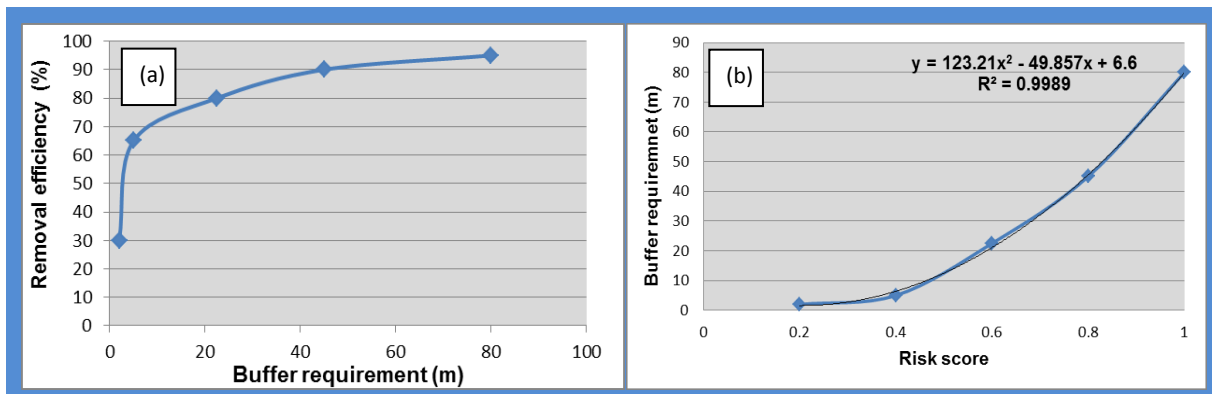 (a)
Removal efficiency (%)
100
90
80
70
60
50
40
30
20
10
0
0 20 40 60 80 100
Buffer requirement (m)
(b)
y = 123.21x² - 49.857x + 6.6
R² = 0.9989
Buffer requiremnet (m)
90
80
70
60
50
40
30
20
10
0
0 0.2 0.4 0.6 0.8 1
Risk score